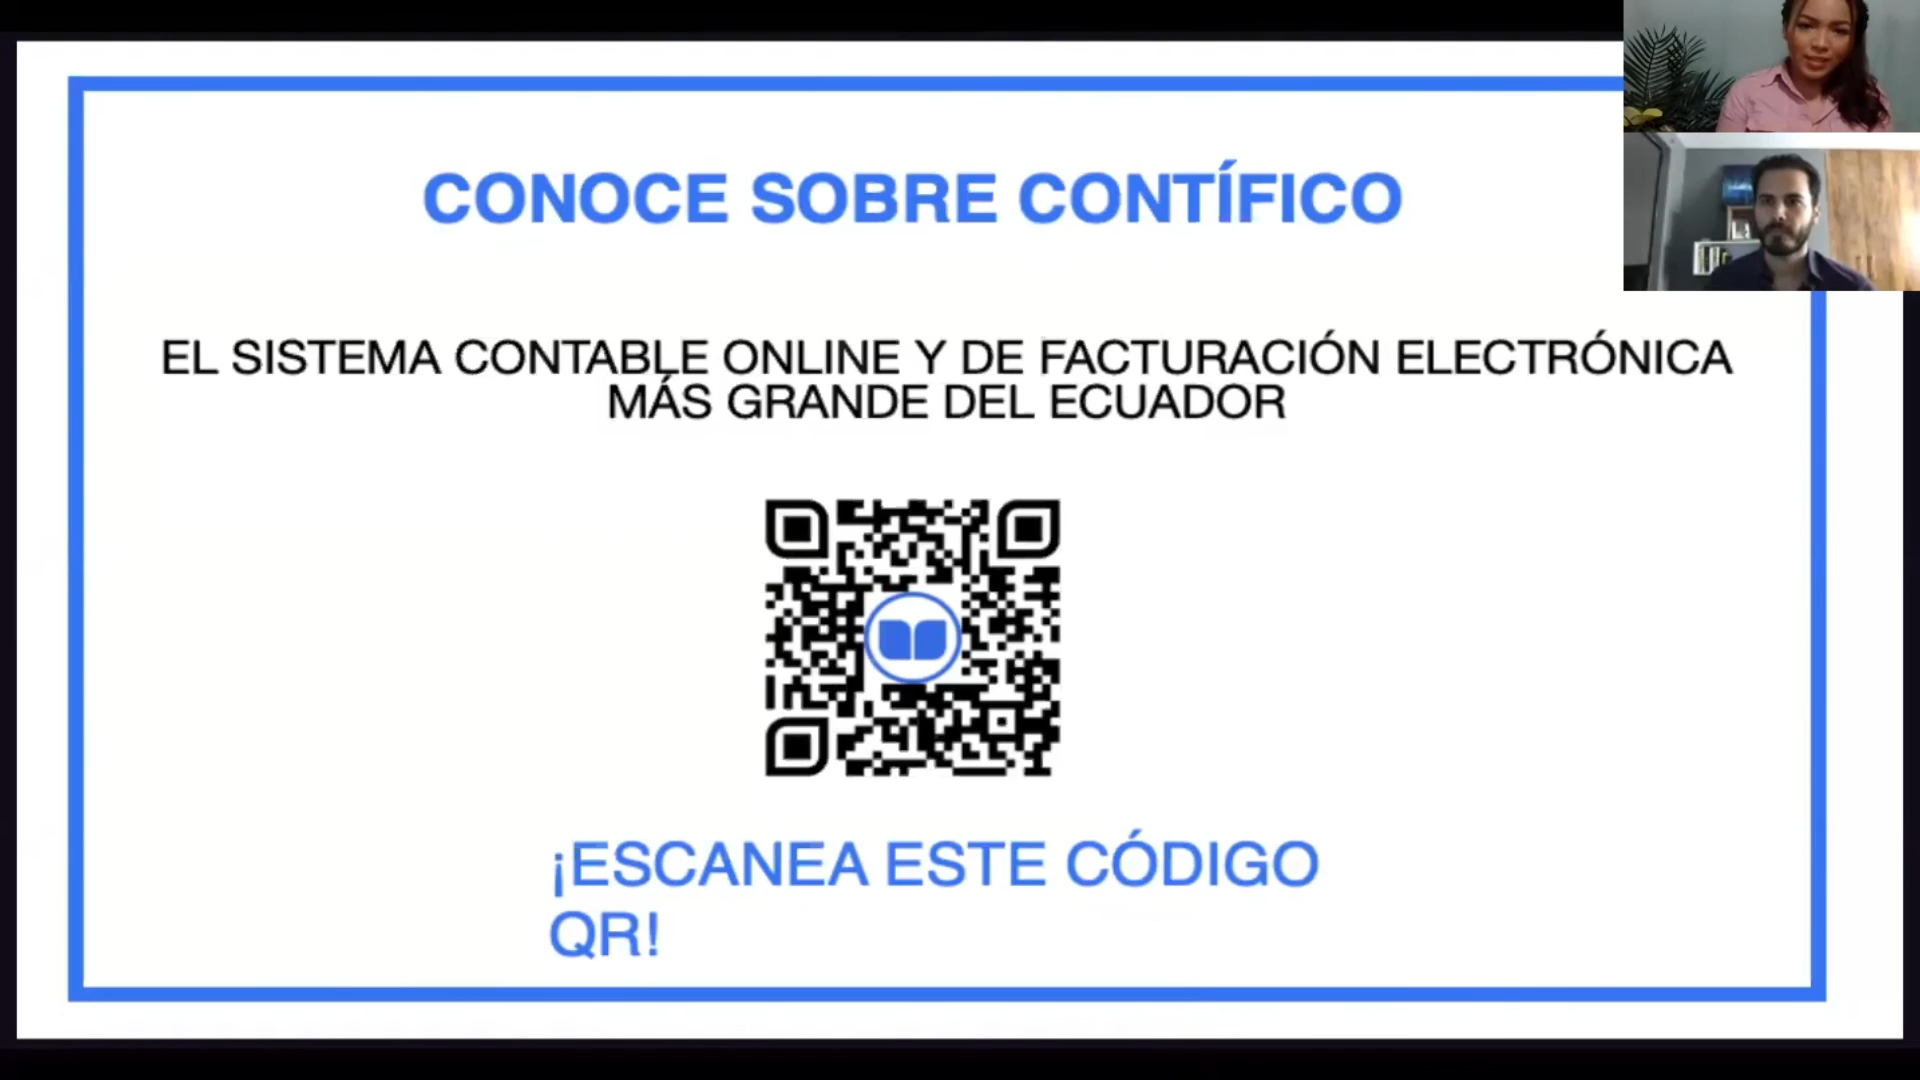 CONOCE SOBRE CONTÍFICO
EL SISTEMA CONTABLE ONLINE Y DE FACTURACIÓN ELECTRÓNICA
MÁS GRANDE DEL ECUADOR
¡ESCANEA ESTE CÓDIGO
QR!